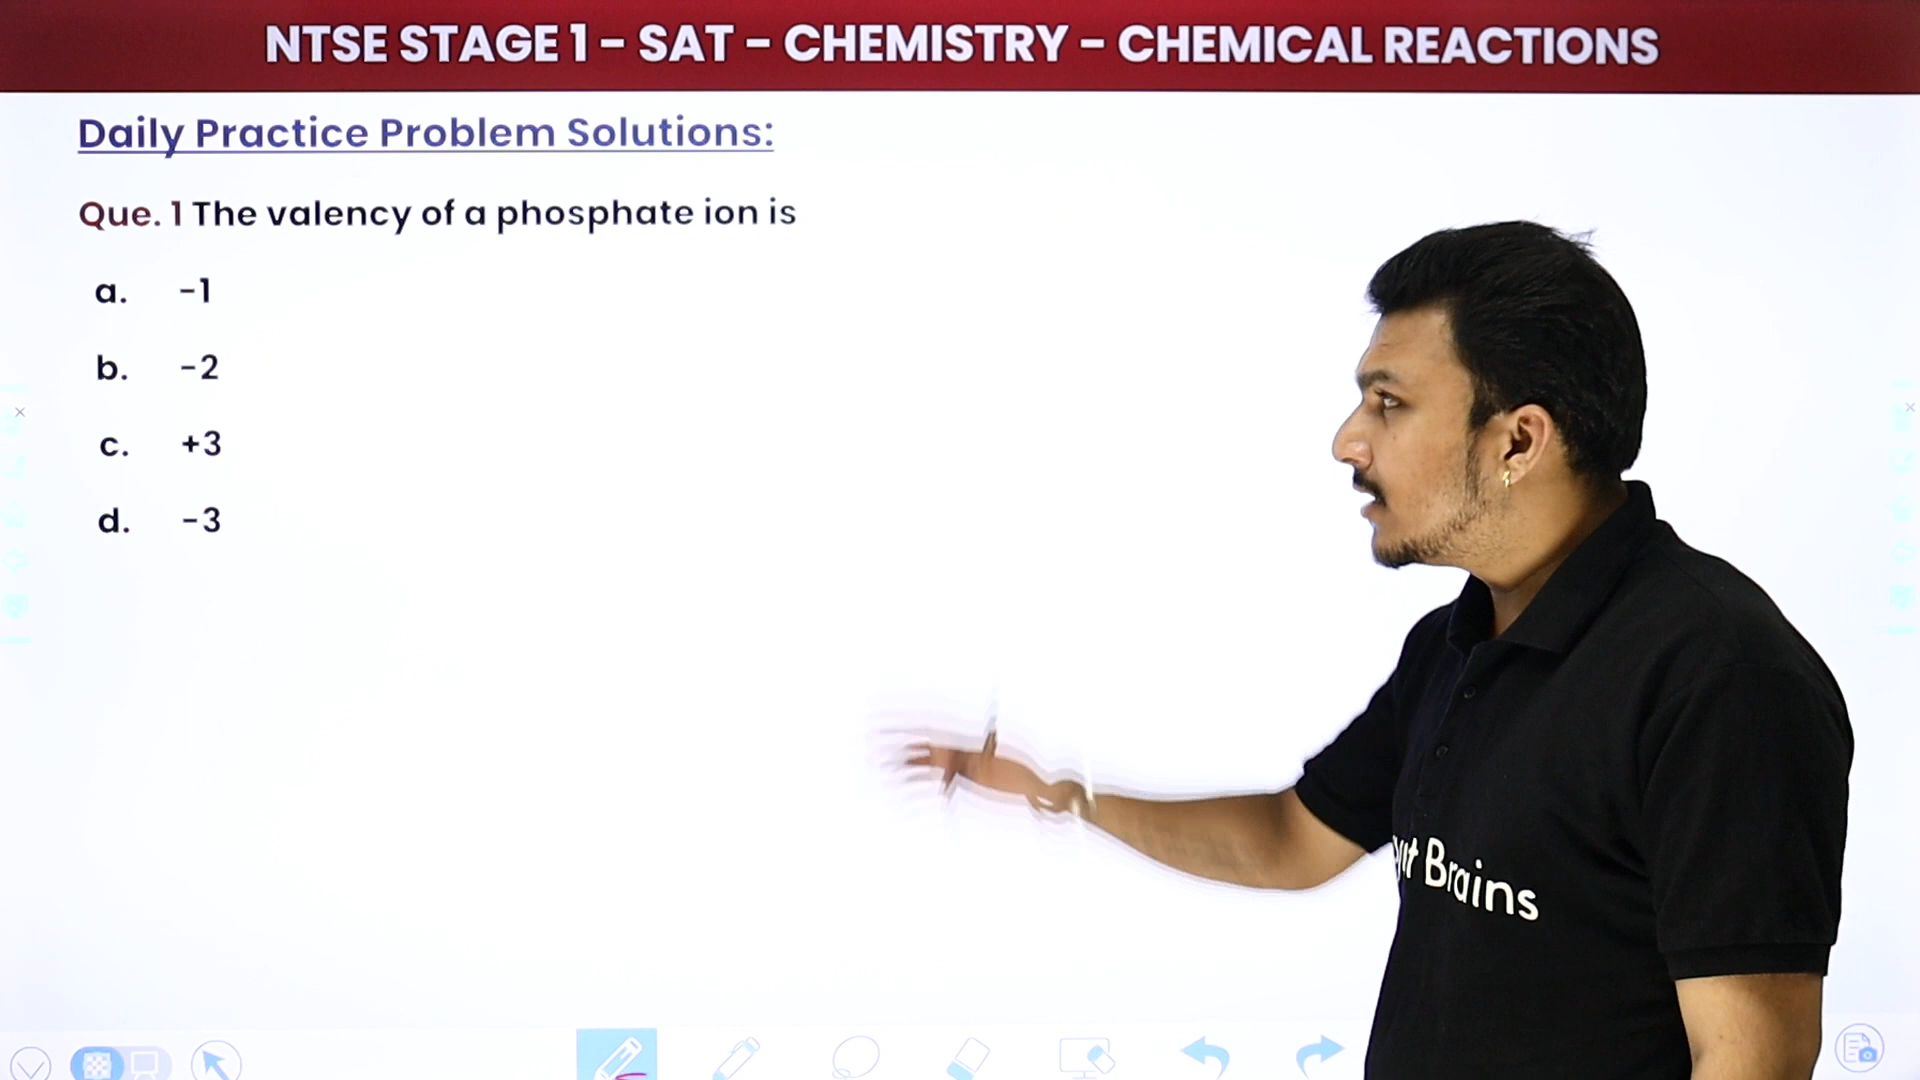 NTSE STAGE 1 - SAT - CHEMISTRY - CHEMICAL REACTIONS
Daily Practice Problem Solutions:
Que. 1 The valency of a phosphate ion is
a. -1
b. -2
c. +3
d. -3
Brains